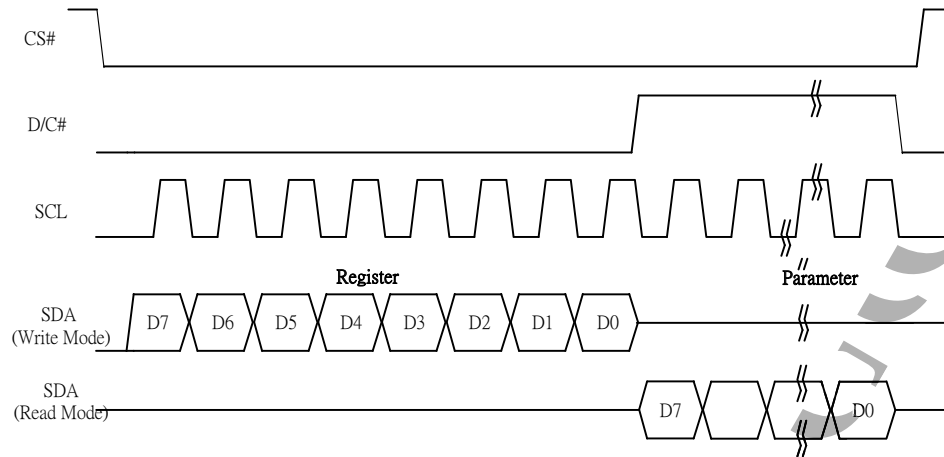 CS#
D/C#
SCL
Register Parameter
SDA
(Write Mode)
D7 D6 D5 D4 D3 D2 D1 D0
SDA
(Read Mode)
D7 D0